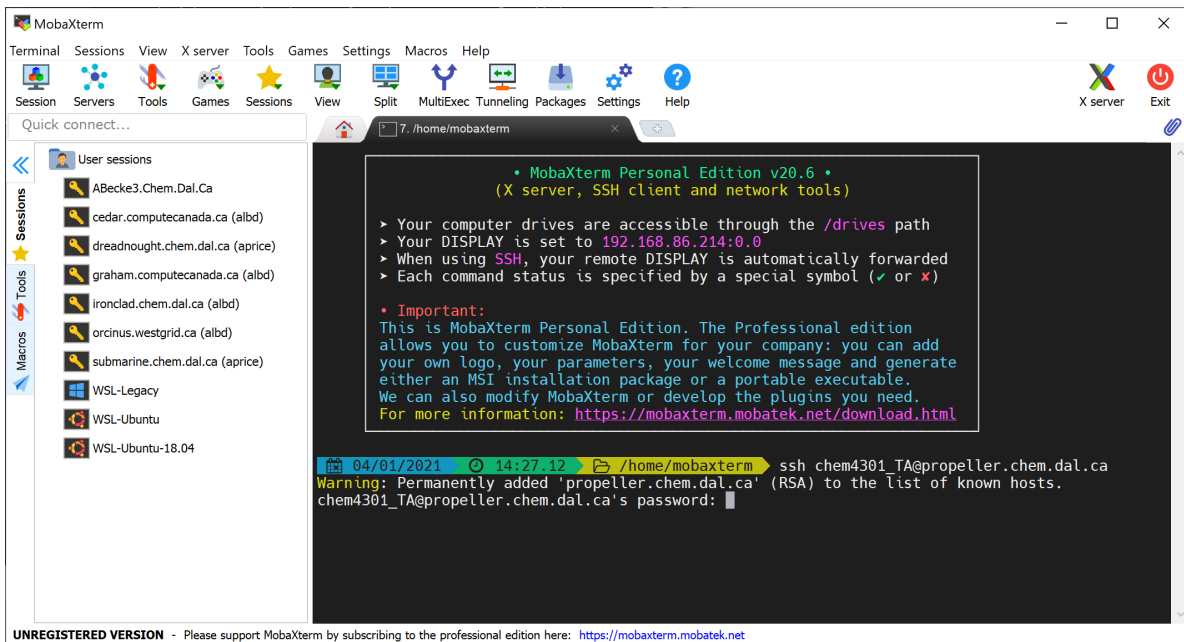 MobaXterm
Terminal Sessions View X server Tools Games Settings Macros Help
Session Servers Tools Games Sessions View Split MultiExec Tunneling Packages Settings Help X server Exit
Quick connect...
7. /home/mobaxterm
User sessions
ABecke3.Chem.Dal.Ca
cedar.computecanada.ca (albd)
dreadnought.chem.dal.ca (aprice)
graham.computecanada.ca (albd)
ironclad.chem.dal.ca (albd)
orcinus.westgrid.ca (albd)
submarine.chem.dal.ca (aprice)
WSL-Legacy
WSL-Ubuntu
WSL-Ubuntu-18.04
Sessions
Tools
Macros
• MobaXterm Personal Edition v20.6 •
(X server, SSH client and network tools)
➤ Your computer drives are accessible through the /drives path
➤ Your DISPLAY is set to 192.168.86.214:0.0
➤ When using SSH, your remote DISPLAY is automatically forwarded
➤ Each command status is specified by a special symbol (✔ or ✘)
• Important:
This is MobaXterm Personal Edition. The Professional edition
allows you to customize MobaXterm for your company: you can add
your own logo, your parameters, your welcome message and generate
either an MSI installation package or a portable executable.
We can also modify MobaXterm or develop the plugins you need.
For more information: https://mobaxterm.mobatek.net/download.html
04/01/2021 14:27.12 /home/mobaxterm ssh chem4301_TA@propeller.chem.dal.ca
Warning: Permanently added 'propeller.chem.dal.ca' (RSA) to the list of known hosts.
chem4301_TA@propeller.chem.dal.ca's password:
UNREGISTERED VERSION - Please support MobaXterm by subscribing to the professional edition here: https://mobaxterm.mobatek.net